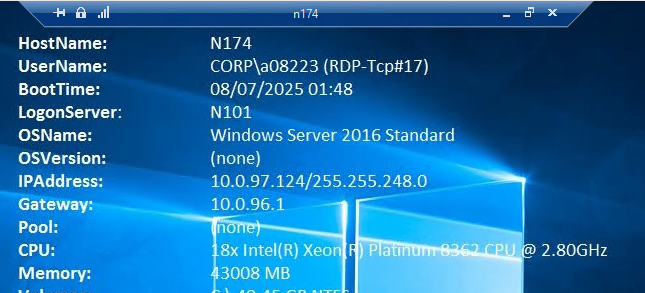 n174
HostName: N174
UserName: CORP\a08223 (RDP-Tcp#17)
BootTime: 08/07/2025 01:48
LogonServer: N101
OSName: Windows Server 2016 Standard
OSVersion: (none)
IPAddress: 10.0.97.124/255.255.248.0
Gateway: 10.0.96.1
Pool: (none)
CPU: 18x Intel(R) Xeon(R) Platinum 8362 CPU @ 2.80GHz
Memory: 43008 MB